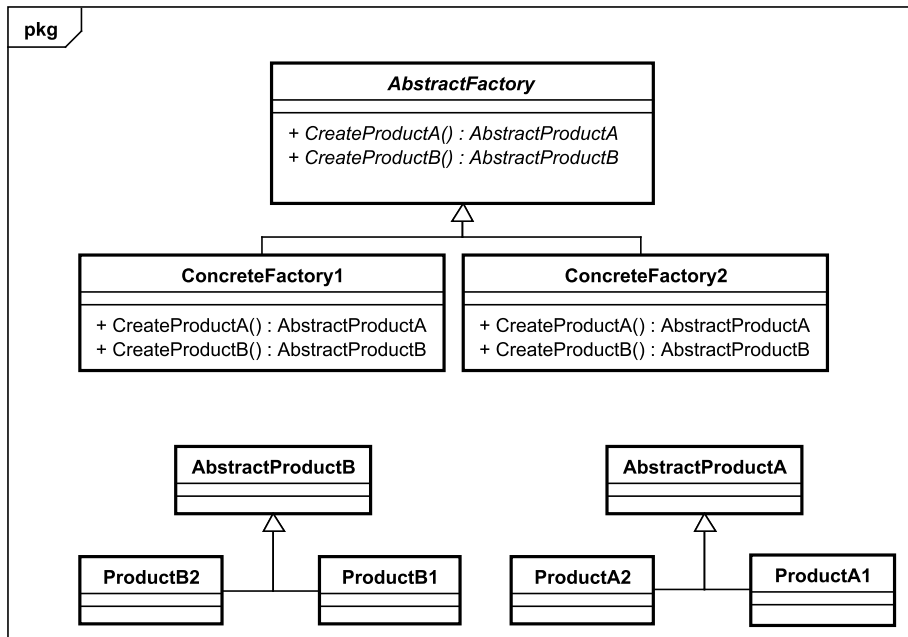 pkg
AbstractFactory
+ CreateProductA() : AbstractProductA
+ CreateProductB() : AbstractProductB
ConcreteFactory1
+ CreateProductA() : AbstractProductA
+ CreateProductB() : AbstractProductB
ConcreteFactory2
+ CreateProductA() : AbstractProductA
+ CreateProductB() : AbstractProductB
AbstractProductB
AbstractProductA
ProductB2
ProductB1
ProductA2
ProductA1